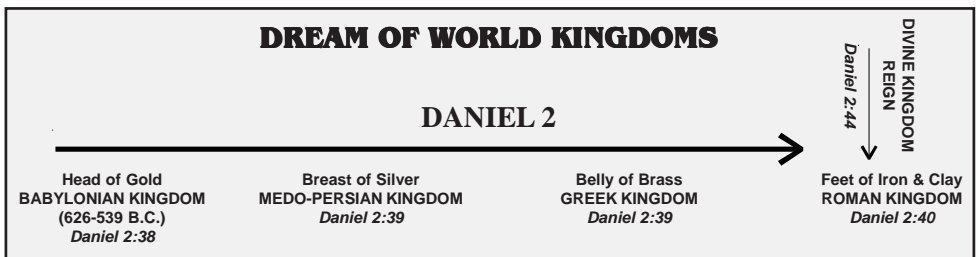 DREAM OF WORLD KINGDOMS
DANIEL 2
DIVINE KINGDOM
REIGN
Daniel 2:44
Head of Gold
BABYLONIAN KINGDOM
(626-539 B.C.)
Daniel 2:38
Breast of Silver
MEDO-PERSIAN KINGDOM
Daniel 2:39
Belly of Brass
GREEK KINGDOM
Daniel 2:39
Feet of Iron & Clay
ROMAN KINGDOM
Daniel 2:40